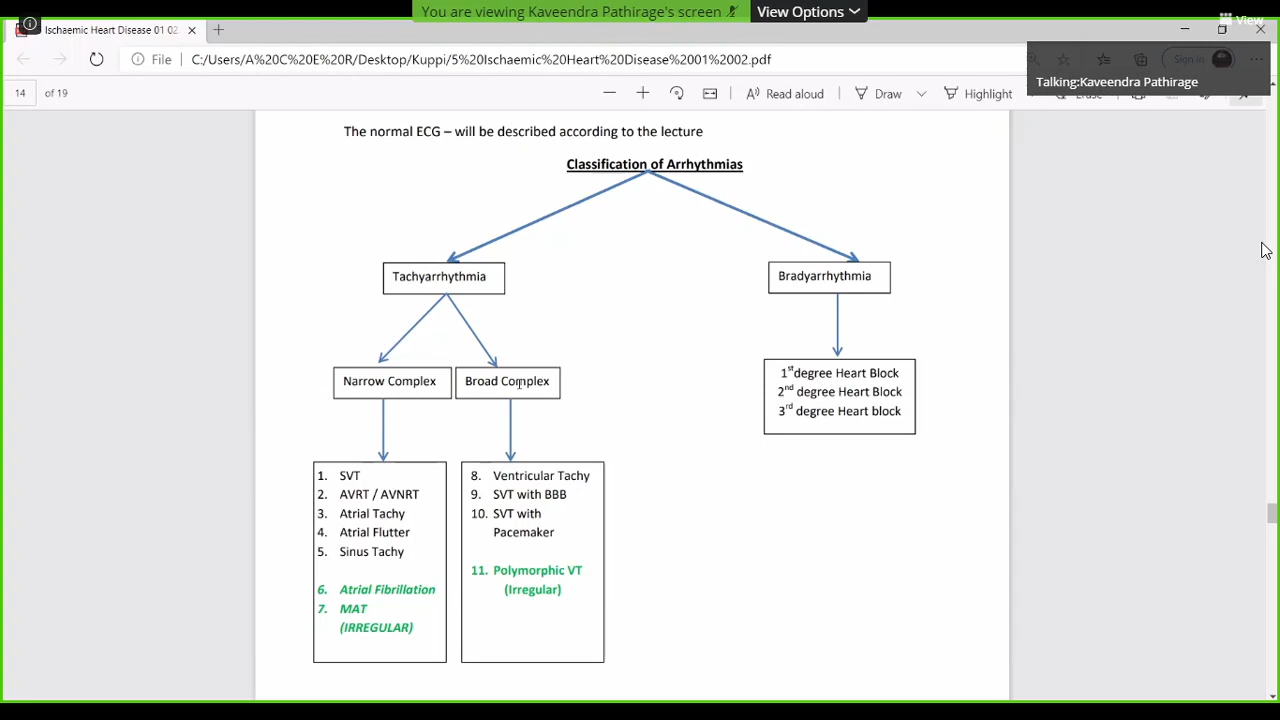 You are viewing Kaveendra Pathirage's screen
View Options
View
Ischaemic Heart Disease 01 02
File
C:/Users/A%20C%20E%20R/Desktop/Kuppi/5%20Ischaemic%20Heart%20Disease%2001%2002.pdf
Sign in
Talking:Kaveendra Pathirage
14 of 19
Read aloud
Draw
Highlight
Erase
The normal ECG – will be described according to the lecture
Classification of Arrhythmias
Tachyarrhythmia
Bradyarrhythmia
Narrow Complex
Broad Complex
1st degree Heart Block
2nd degree Heart Block
3rd degree Heart block
1. SVT
2. AVRT / AVNRT
3. Atrial Tachy
4. Atrial Flutter
5. Sinus Tachy
6. Atrial Fibrillation
7. MAT
(IRREGULAR)
8. Ventricular Tachy
9. SVT with BBB
10. SVT with
Pacemaker
11. Polymorphic VT
(Irregular)